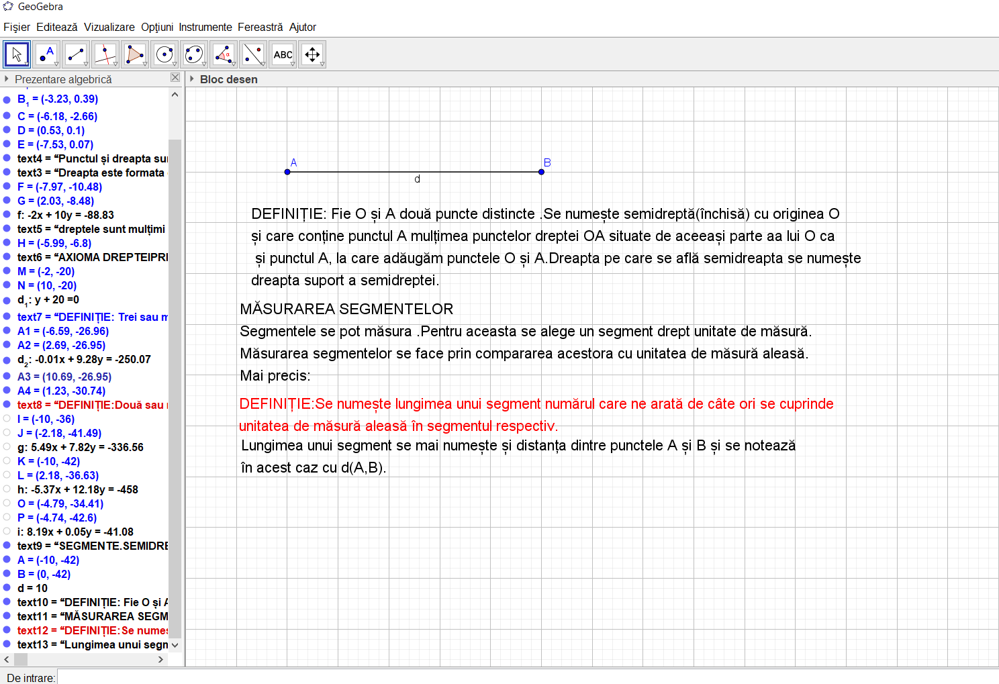 GeoGebra
Fișier Editează Vizualizare Opţiuni Instrumente Fereastră Ajutor
A
α
ABC
Prezentare algebrică
Bloc desen
B1 = (-3.23, 0.39)
C = (-6.18, -2.66)
D = (0.53, 0.1)
E = (-7.53, 0.07)
text4 = “Punctul și dreapta sur
text3 = “Dreapta este formata
F = (-7.97, -10.48)
G = (2.03, -8.48)
f: -2x + 10y = -88.83
text5 = “dreptele sunt mulțimi
H = (-5.99, -6.8)
text6 = “AXIOMA DREPTEIPRI
M = (-2, -20)
N = (10, -20)
d1: y + 20 =0
text7 = “DEFINIȚIE: Trei sau m
A1 = (-6.59, -26.96)
A2 = (2.69, -26.95)
d2: -0.01x + 9.28y = -250.07
A3 = (10.69, -26.95)
A4 = (1.23, -30.74)
text8 = “DEFINIȚIE:Două sau
I = (-10, -36)
J = (-2.18, -41.49)
g: 5.49x + 7.82y = -336.56
K = (-10, -42)
L = (2.18, -36.63)
h: -5.37x + 12.18y = -458
O = (-4.79, -34.41)
P = (-4.74, -42.6)
i: 8.19x + 0.05y = -41.08
text9 = “SEGMENTE.SEMIDRE
A = (-10, -42)
B = (0, -42)
d = 10
text10 = “DEFINIȚIE: Fie O și A
text11 = “MĂSURAREA SEGM
text12 = “DEFINIȚIE:Se numeș
text13 = “Lungimea unui segm
A
B
d
DEFINIȚIE: Fie O și A două puncte distincte .Se numește semidreptă(închisă) cu originea O
și care conține punctul A mulțimea punctelor dreptei OA situate de aceeași parte aa lui O ca
și punctul A, la care adăugăm punctele O și A.Dreapta pe care se află semidreapta se numește
dreapta suport a semidreptei.
MĂSURAREA SEGMENTELOR
Segmentele se pot măsura .Pentru aceasta se alege un segment drept unitate de măsură.
Măsurarea segmentelor se face prin compararea acestora cu unitatea de măsură aleasă.
Mai precis:
DEFINIȚIE:Se numește lungimea unui segment numărul care ne arată de câte ori se cuprinde
unitatea de măsură aleasă în segmentul respectiv.
Lungimea unui segment se mai numește și distanța dintre punctele A și B și se notează
în acest caz cu d(A,B).
De intrare: